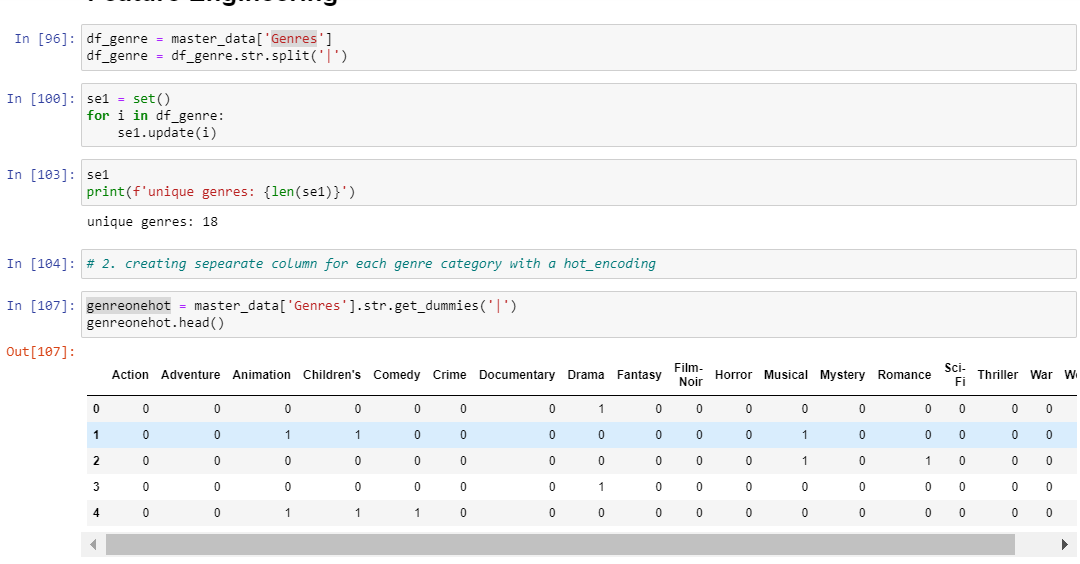 Feature Engineering
In [96]: df_genre = master_data['Genres']
df_genre = df_genre.str.split('|')
In [100]: se1 = set()
for i in df_genre:
    se1.update(i)
In [103]: se1
print(f'unique genres: {len(se1)}')
unique genres: 18
In [104]: # 2. creating sepearate column for each genre category with a hot_encoding
In [107]: genreonehot = master_data['Genres'].str.get_dummies('|')
genreonehot.head()
Out[107]:
Action Adventure Animation Children's Comedy Crime Documentary Drama Fantasy Film-Noir Horror Musical Mystery Romance Sci-Fi Thriller War
0 0 0 0 0 0 0 0 1 0 0 0 0 0 0 0 0 0
1 0 0 1 1 0 0 0 0 0 0 0 1 0 0 0 0 0
2 0 0 0 0 0 0 0 0 0 0 0 1 0 1 0 0 0
3 0 0 0 0 0 0 0 1 0 0 0 0 0 0 0 0 0
4 0 0 1 1 1 0 0 0 0 0 0 0 0 0 0 0 0